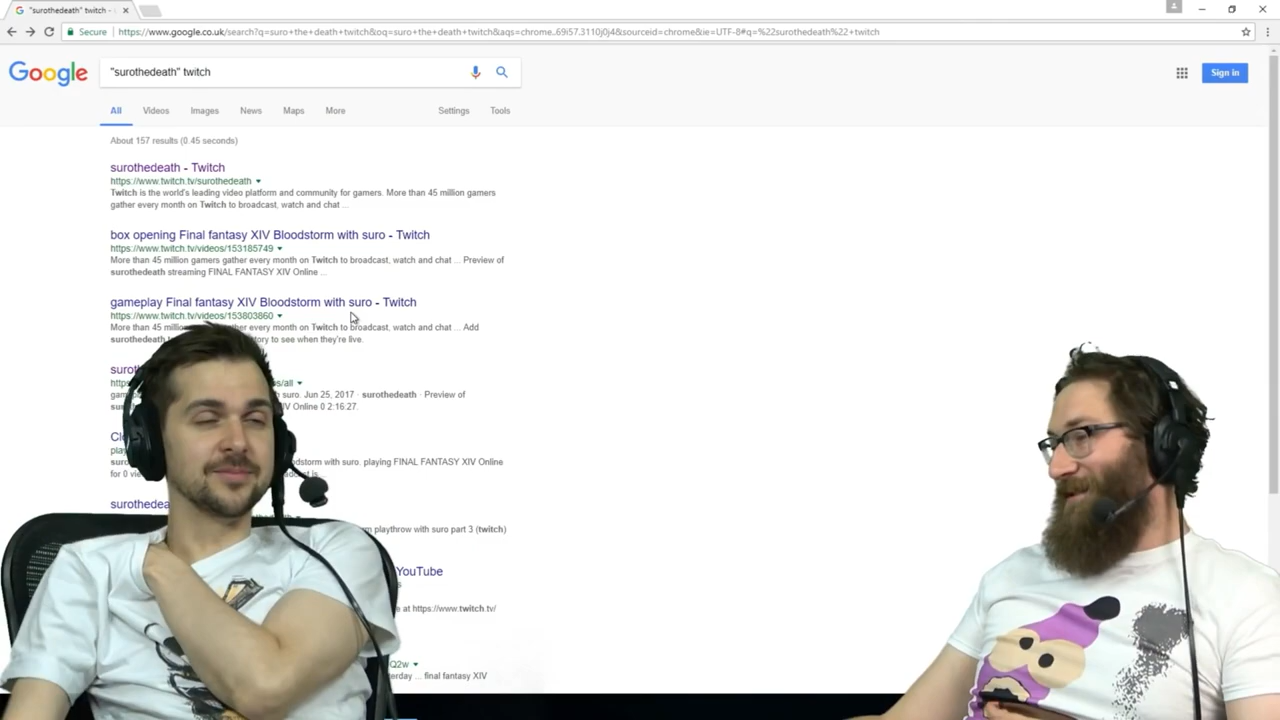 "surothedeath" twitch -
Secure https://www.google.co.uk/search?q=suro+the+death+twitch&oq=suro+the+death+twitch&aqs=chrome..69i57.3110j0j4&sourceid=chrome&ie=UTF-8#q=%22surothedeath%22+twitch
Google
"surothedeath" twitch
Sign in
All Videos Images News Maps More Settings Tools
About 157 results (0.45 seconds)
surothedeath - Twitch
https://www.twitch.tv/surothedeath
Twitch is the world's leading video platform and community for gamers. More than 45 million gamers
gather every month on Twitch to broadcast, watch and chat ...
box opening Final fantasy XIV Bloodstorm with suro - Twitch
https://www.twitch.tv/videos/153185749
More than 45 million gamers gather every month on Twitch to broadcast, watch and chat ... Preview of
surothedeath streaming FINAL FANTASY XIV Online ...
gameplay Final fantasy XIV Bloodstorm with suro - Twitch
https://www.twitch.tv/videos/153803860
More than 45 million gather every month on Twitch to broadcast, watch and chat ... Add
surothedeath to see when they're live.
s/all
suro. Jun 25, 2017 · surothedeath · Preview of
XIV Online 0 2:16:27.
dstorm with suro. playing FINAL FANTASY XIV Online
for 0
surothedea
playthrow with suro part 3 (twitch)
YouTube
at https://www.twitch.tv/
Q2w
... final fantasy XIV